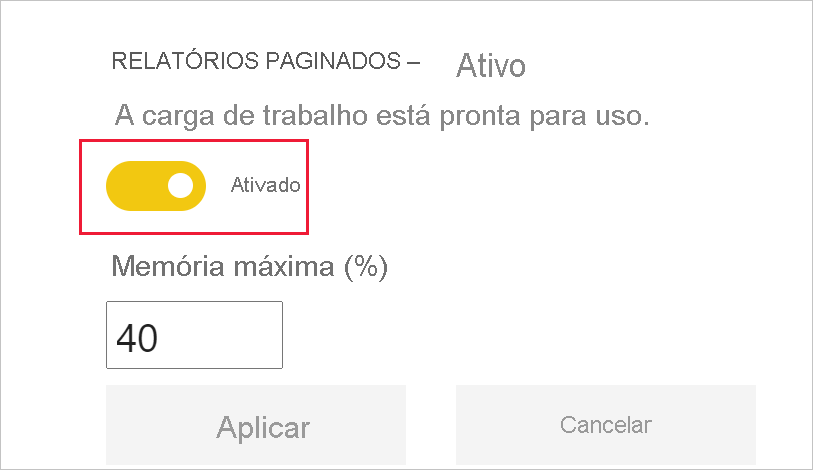 RELATÓRIOS PAGINADOS – Ativo
A carga de trabalho está pronta para uso.
Ativado
Memória máxima (%)
40
Aplicar Cancelar